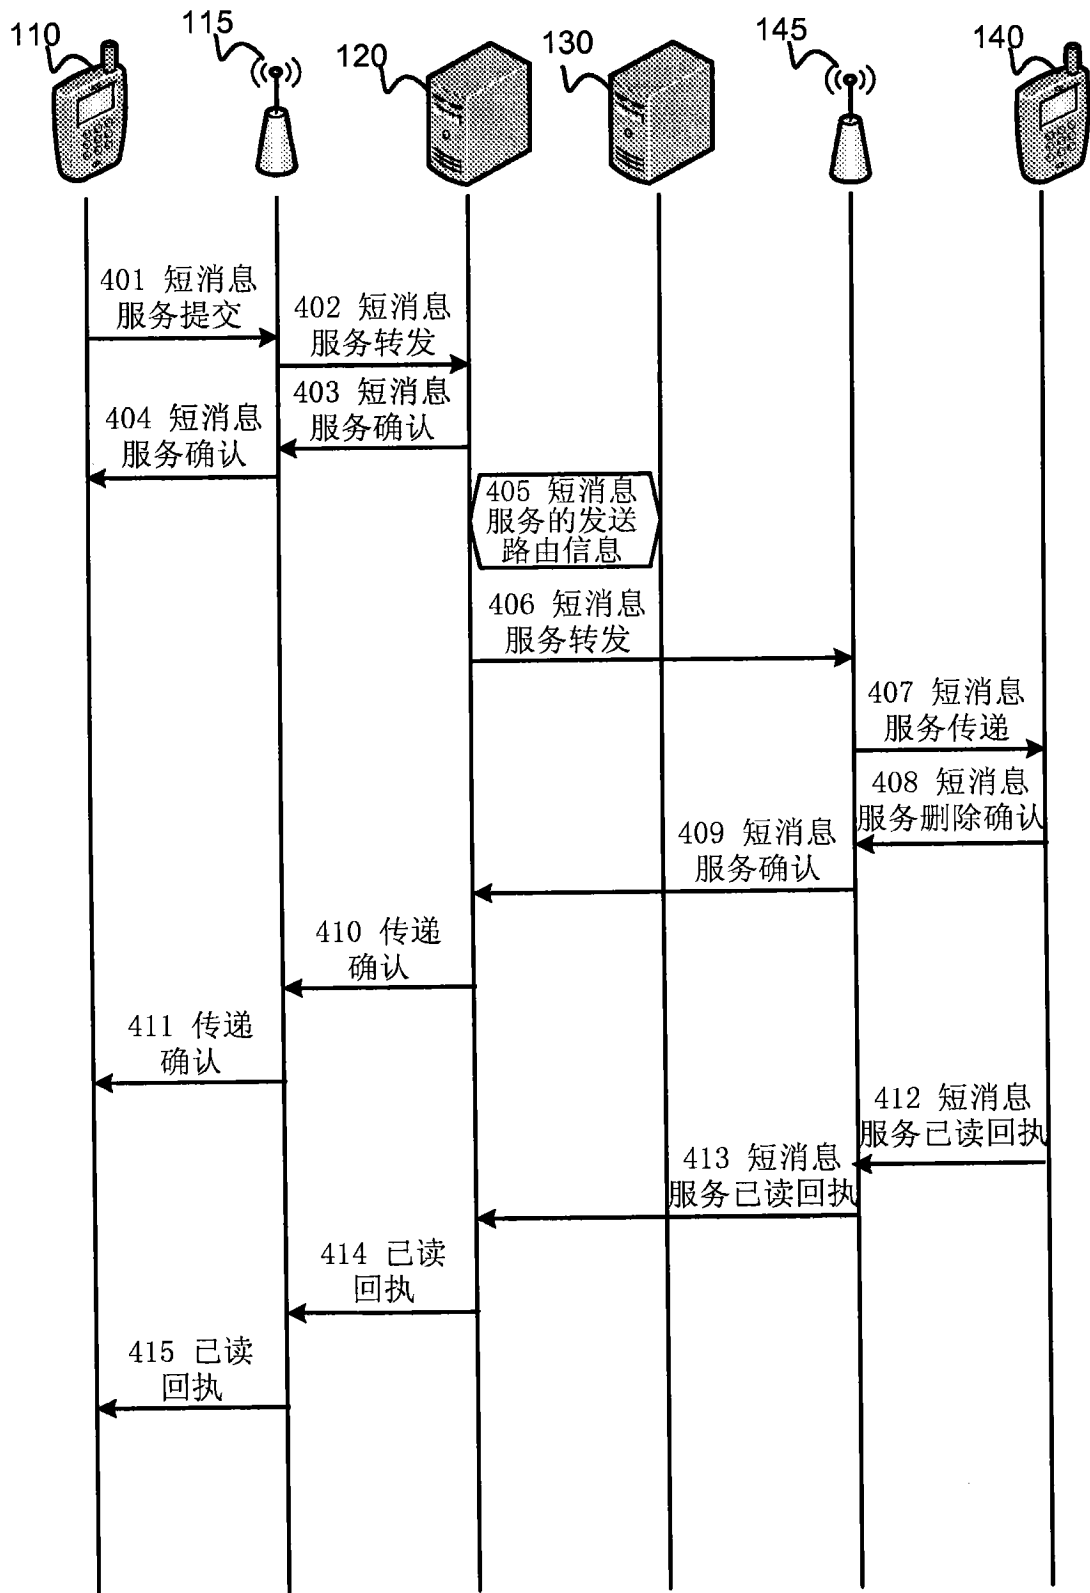 110
115
120
130
145
140
401 短消息
服务提交
402 短消息
服务转发
403 短消息
服务确认
404 短消息
服务确认
405 短消息
服务的发送
路由信息
406 短消息
服务转发
407 短消息
服务传递
408 短消息
服务删除确认
409 短消息
服务确认
410 传递
确认
411 传递
确认
412 短消息
服务已读回执
413 短消息
服务已读回执
414 已读
回执
415 已读
回执